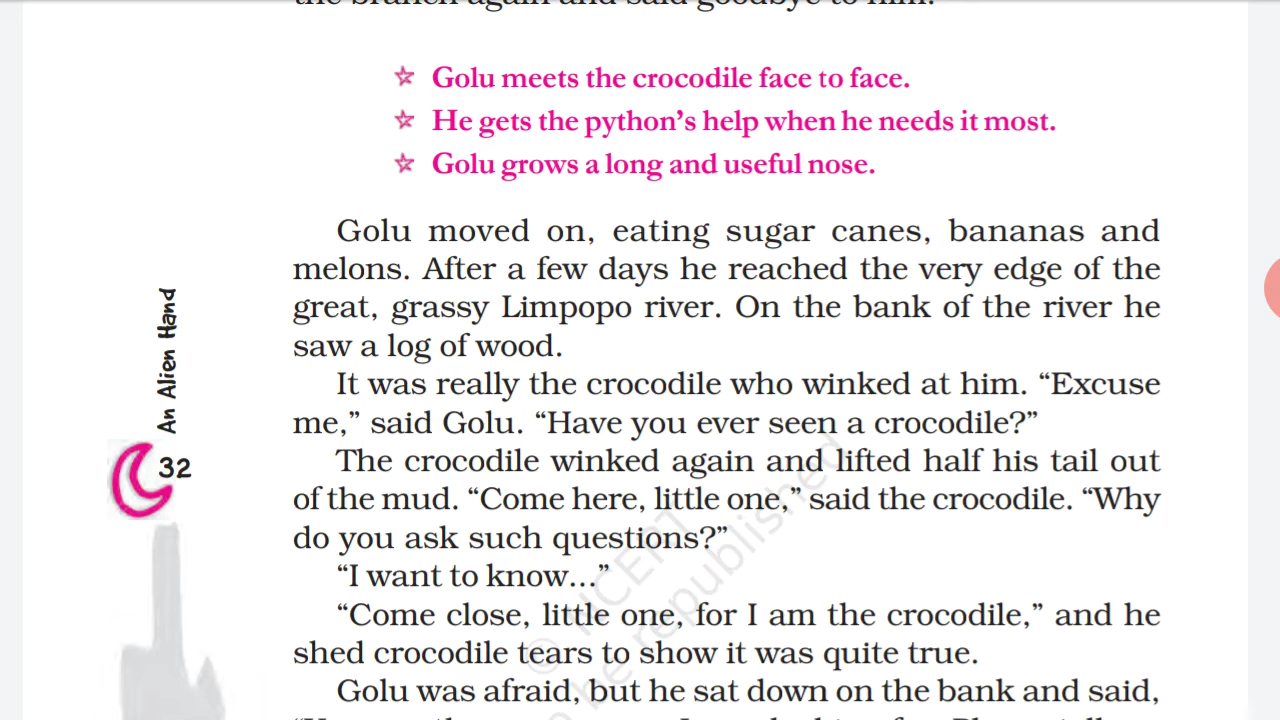 the branch again and said goodbye to him.
☆ Golu meets the crocodile face to face.
☆ He gets the python’s help when he needs it most.
☆ Golu grows a long and useful nose.
Golu moved on, eating sugar canes, bananas and
melons. After a few days he reached the very edge of the
great, grassy Limpopo river. On the bank of the river he
saw a log of wood.
It was really the crocodile who winked at him. “Excuse
me,” said Golu. “Have you ever seen a crocodile?”
The crocodile winked again and lifted half his tail out
of the mud. “Come here, little one,” said the crocodile. “Why
do you ask such questions?”
“I want to know...”
“Come close, little one, for I am the crocodile,” and he
shed crocodile tears to show it was quite true.
Golu was afraid, but he sat down on the bank and said,
An Alien Hand
32
© NCERT
be republished